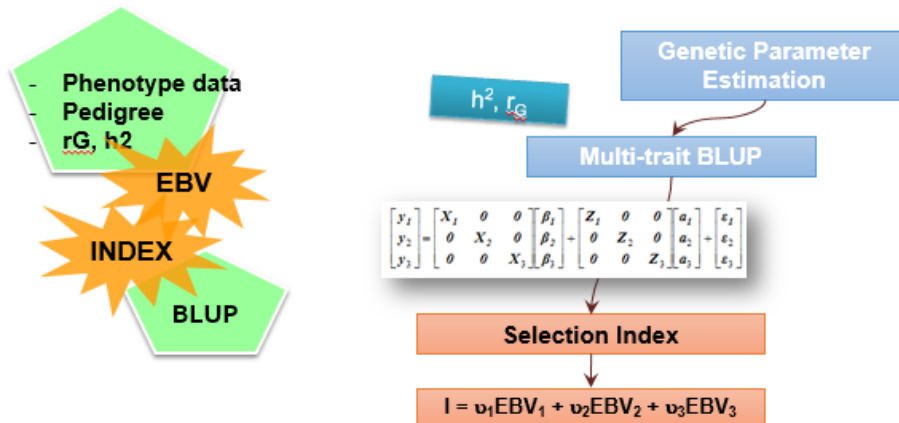 - Phenotype data
- Pedigree
- rG, h2
EBV
INDEX
BLUP
Genetic Parameter
Estimation
h², rG
Multi-trait BLUP
[y₁] [X₁ 0 0] [β₁] [Z₁ 0 0] [a₁] [ε₁]
[y₂] = [0 X₂ 0] [β₂] + [0 Z₂ 0] [a₂] + [ε₂]
[y₃] [0 0 X₃] [β₃] [0 0 Z₃] [a₃] [ε₃]
Selection Index
I = υ₁EBV₁ + υ₂EBV₂ + υ₃EBV₃